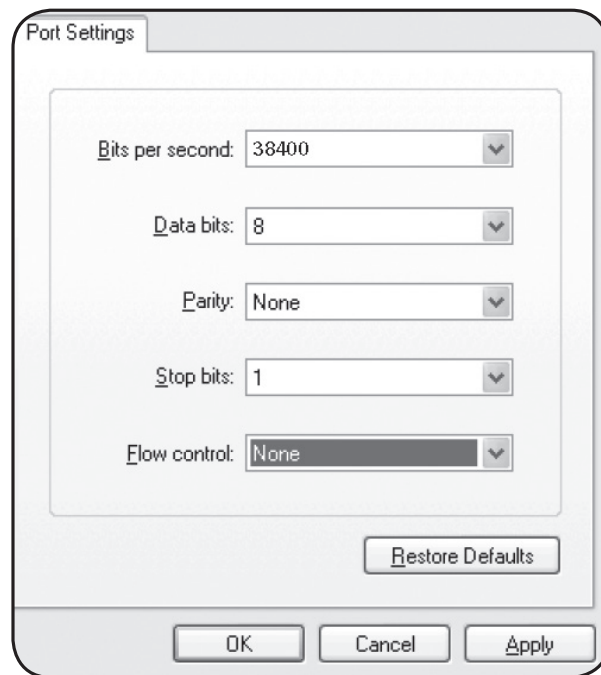 Port Settings
Bits per second: 38400
Data bits: 8
Parity: None
Stop bits: 1
Flow control: None
Restore Defaults
OK Cancel Apply